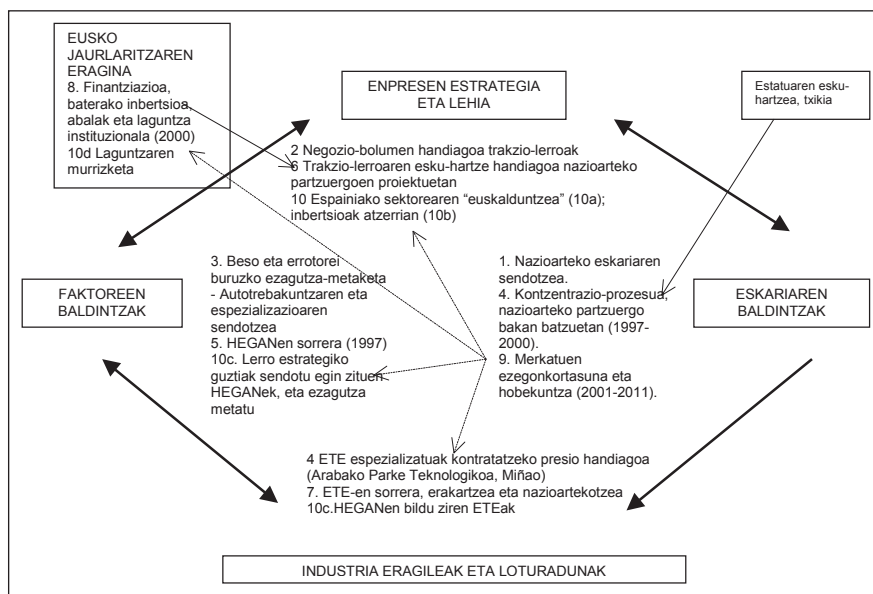 EUSKO
JAURLARITZAREN
ERAGINA
8. Finantziazioa,
baterako inbertsioa,
abalak eta laguntza
instituzionala (2000)
10d Laguntzaren
murrizketa
ENPRESEN ESTRATEGIA
ETA LEHIA
Estatuaren esku-
hartzea, txikia
2 Negozio-bolumen handiagoa trakzio-lerroak
6 Trakzio-lerroaren esku-hartze handiagoa nazioarteko
partzuergoen proiektuetan
10 Espainiako sektorearen “euskalduntzea” (10a);
inbertsioak atzerrian (10b)
FAKTOREEN
BALDINTZAK
3. Beso eta errotorei
buruzko ezagutza-metaketa
- Autotrebakuntzaren eta
espezializazioaren
sendotzea
5. HEGANen sorrera (1997)
10c. Lerro estrategiko
guztiak sendotu egin zituen
HEGANek, eta ezagutza
metatu
1. Nazioarteko eskariaren
sendotzea.
4. Kontzentrazio-prozesua,
nazioarteko partzuergo
bakan batzuetan (1997-
2000).
9. Merkatuen
ezegonkortasuna eta
hobekuntza (2001-2011).
ESKARIAREN
BALDINTZAK
4 ETE espezializatuak kontratatzeko presio handiagoa
(Arabako Parke Teknologikoa, Miñao)
7. ETE-en sorrera, erakartzea eta nazioartekotzea
10c.HEGANen bildu ziren ETEak
INDUSTRIA ERAGILEAK ETA LOTURADUNAK